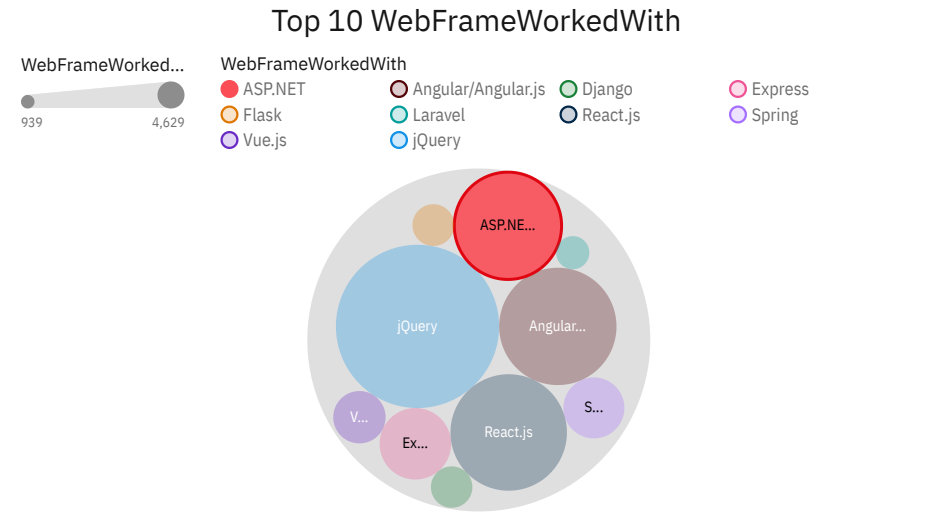 Top 10 WebFrameWorkedWith
WebFrameWorked...
939 4,629
WebFrameWorkedWith
ASP.NET Angular/Angular.js Django Express
Flask Laravel React.js Spring
Vue.js jQuery
ASP.NE...
jQuery
Angular...
S...
V...
React.js
Ex...